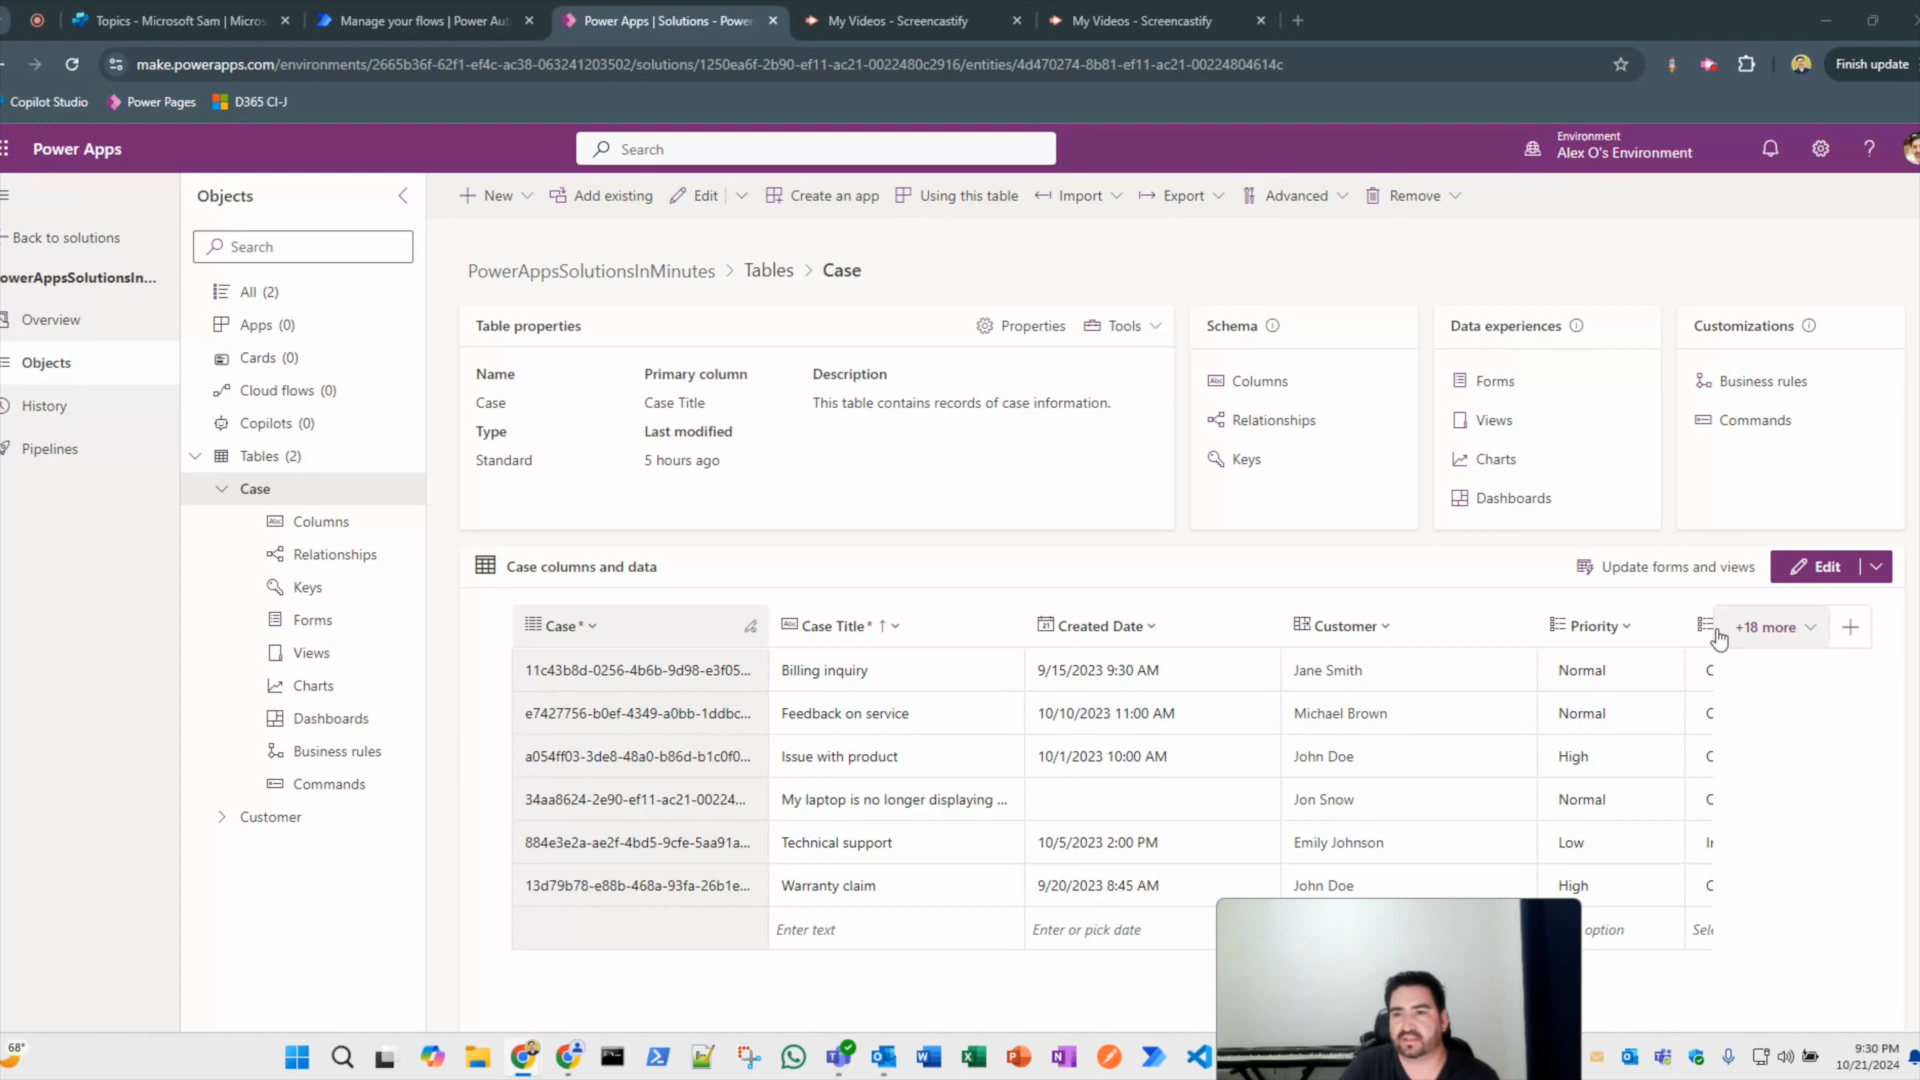 Topics - Microsoft Sam | Micros
Manage your flows | Power Aut
Power Apps | Solutions - Power
My Videos - Screencastify
My Videos - Screencastify
make.powerapps.com/environments/2665b36f-62f1-ef4c-ac38-063241203502/solutions/1250ea6f-2b90-ef11-ac21-0022480c2916/entities/4d470274-8b81-ef11-ac21-00224804614c
Finish update
Copilot Studio
Power Pages
D365 CI-J
Power Apps
Search
Environment
Alex O's Environment
Back to solutions
owerAppsSolutionsIn...
Overview
Objects
History
Pipelines
Objects
Search
All (2)
Apps (0)
Cards (0)
Cloud flows (0)
Copilots (0)
Tables (2)
Case
Columns
Relationships
Keys
Forms
Views
Charts
Dashboards
Business rules
Commands
Customer
New
Add existing
Edit
Create an app
Using this table
Import
Export
Advanced
Remove
PowerAppsSolutionsInMinutes > Tables > Case
Table properties
Properties
Tools
Name
Primary column
Description
Case
Case Title
This table contains records of case information.
Type
Last modified
Standard
5 hours ago
Schema
Columns
Relationships
Keys
Data experiences
Forms
Views
Charts
Dashboards
Customizations
Business rules
Commands
Case columns and data
Update forms and views
Edit
Case * Case Title * ↑ Created Date Customer Priority +18 more
11c43b8d-0256-4b6b-9d98-e3f05... Billing inquiry 9/15/2023 9:30 AM Jane Smith Normal C
e7427756-b0ef-4349-a0bb-1ddbc... Feedback on service 10/10/2023 11:00 AM Michael Brown Normal C
a054ff03-3de8-48a0-b86d-b1c0f0... Issue with product 10/1/2023 10:00 AM John Doe High C
34aa8624-2e90-ef11-ac21-00224... My laptop is no longer displaying ... Jon Snow Normal C
884e3e2a-ae2f-4bd5-9cfe-5aa91a... Technical support 10/5/2023 2:00 PM Emily Johnson Low Ir
13d79b78-e88b-468a-93fa-26b1e... Warranty claim 9/20/2023 8:45 AM John Doe High C
Enter text Enter or pick date option Sele
68°
9:30 PM
10/21/2024